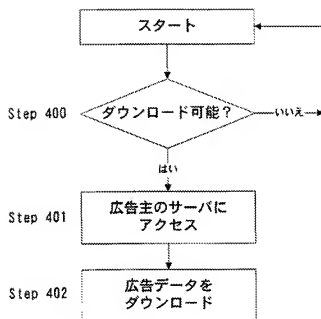 スタート
Step 400
ダウンロード可能？
いいえ
はい
Step 401
広告主のサーバに
アクセス
Step 402
広告データを
ダウンロード